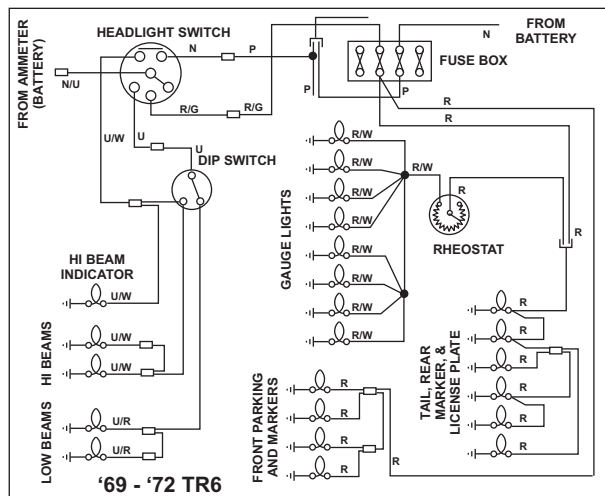 HEADLIGHT SWITCH
FROM AMMETER
(BATTERY)
N/U
N
P
R/G
R/G
U/W
U
U
DIP SWITCH
FROM
BATTERY
N
FUSE BOX
P
P
R
R
R/W
R/W
R/W
R/W
R/W
R/W
R/W
R/W
R/W
R
R
RHEOSTAT
GAUGE LIGHTS
HI BEAM
INDICATOR
U/W
HI BEAMS
U/W
U/W
LOW BEAMS
U/R
U/R
FRONT PARKING
AND MARKERS
R
R
R
R
R
TAIL, REAR
MARKER, &
LICENSE PLATE
R
R
R
R
R
R
‘69 - ‘72 TR6